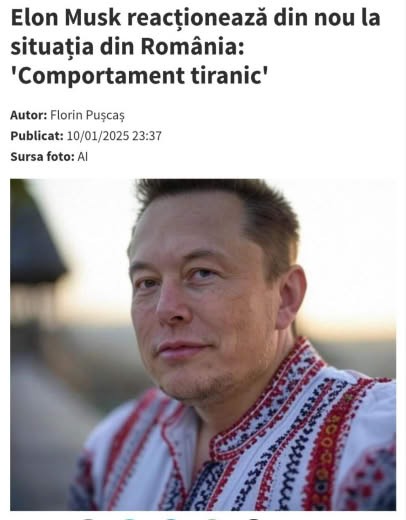 Elon Musk reacționează din nou la
situația din România:
'Comportament tiranic'
Autor: Florin Pușcaș
Publicat: 10/01/2025 23:37
Sursa foto: AI